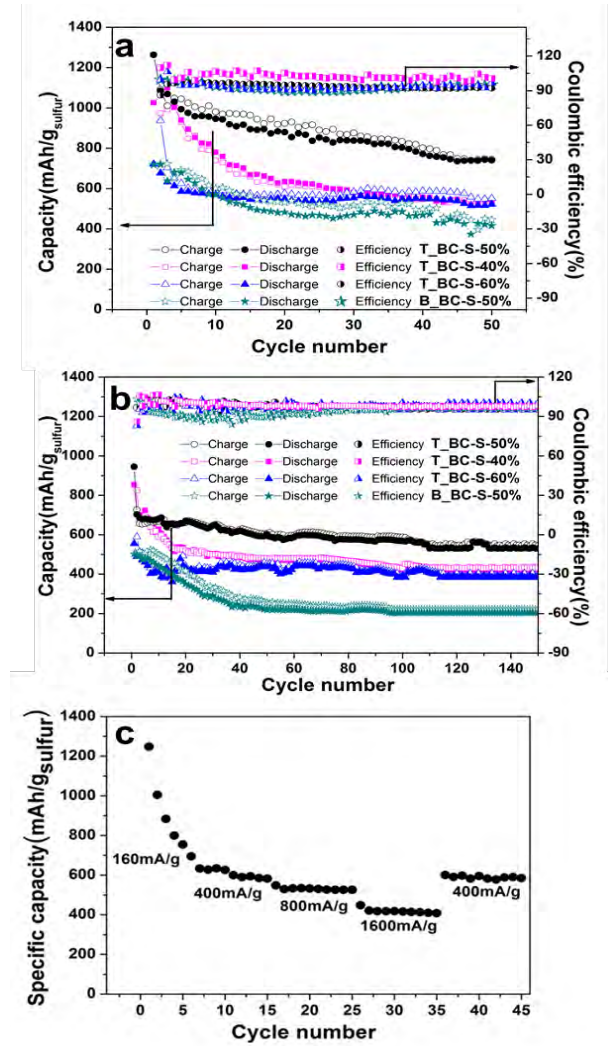 a
Capacity(mAh/gsulfur)
1400
1200
1000
800
600
400
200
0
120
90
60
30
0
-30
-60
-90
Coulombic efficiency(%)
Charge Discharge Efficiency T_BC-S-50%
Charge Discharge Efficiency T_BC-S-40%
Charge Discharge Efficiency T_BC-S-60%
Charge Discharge Efficiency B_BC-S-50%
0 10 20 30 40 50
Cycle number
b
Capacity(mAh/gsulfur)
1400
1200
1000
800
600
400
200
0
120
90
60
30
0
-30
-60
-90
Coulombic efficiency(%)
Charge Discharge Efficiency T_BC-S-50%
Charge Discharge Efficiency T_BC-S-40%
Charge Discharge Efficiency T_BC-S-60%
Charge Discharge Efficiency B_BC-S-50%
0 20 40 60 80 100 120 140
Cycle number
c
Specific capacity(mAh/gsulfur)
1400
1200
1000
800
600
400
200
0
160mA/g
400mA/g
800mA/g
1600mA/g
400mA/g
0 5 10 15 20 25 30 35 40 45
Cycle number